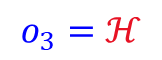 o₃ = ℋ